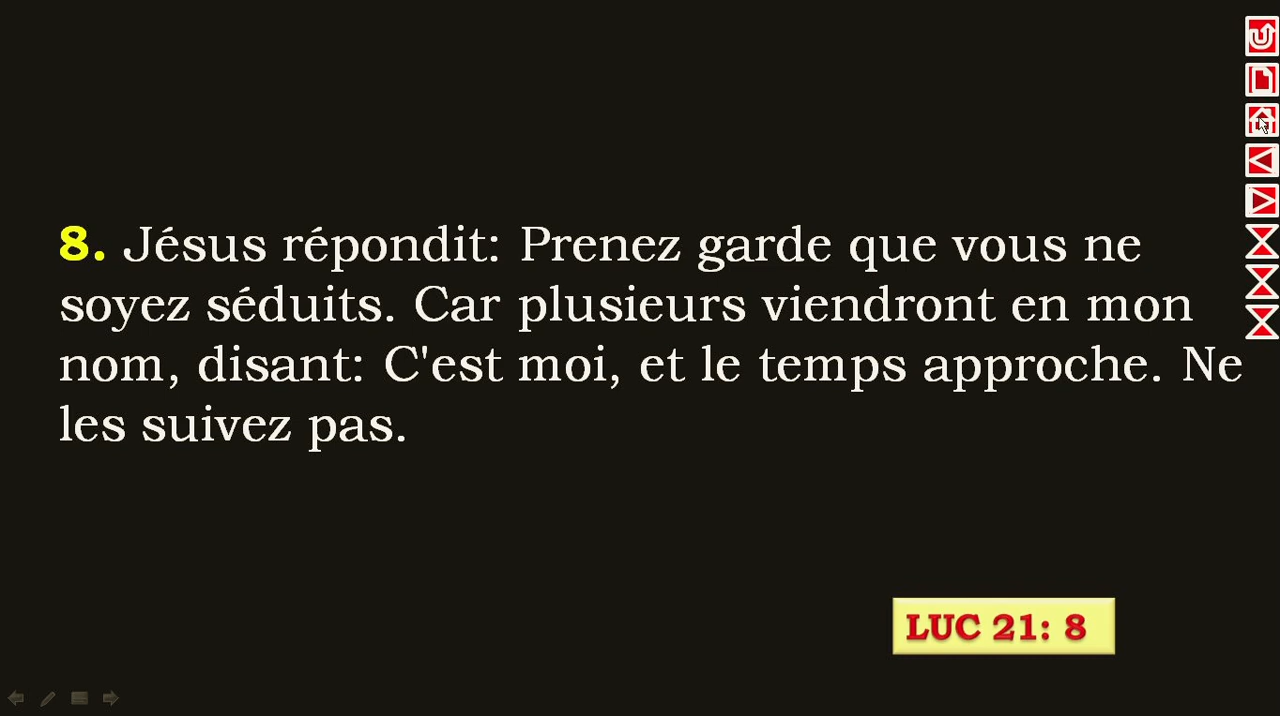 8. Jésus répondit: Prenez garde que vous ne
soyez séduits. Car plusieurs viendront en mon
nom, disant: C'est moi, et le temps approche. Ne
les suivez pas.
LUC 21: 8